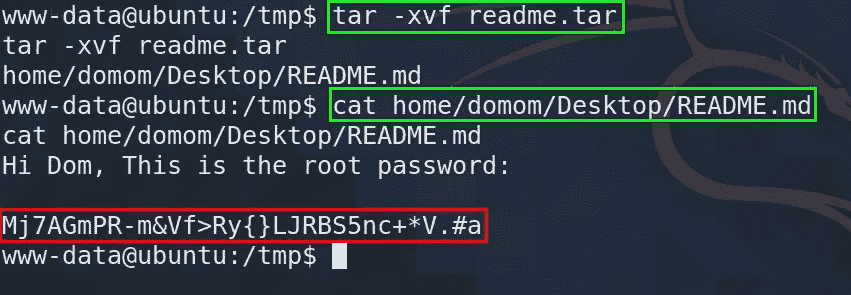 www-data@ubuntu:/tmp$ tar -xvf readme.tar
tar -xvf readme.tar
home/domom/Desktop/README.md
www-data@ubuntu:/tmp$ cat home/domom/Desktop/README.md
cat home/domom/Desktop/README.md
Hi Dom, This is the root password:
Mj7AGmPR-m&Vf>Ry{}LJRBS5nc+*V.#a
www-data@ubuntu:/tmp$